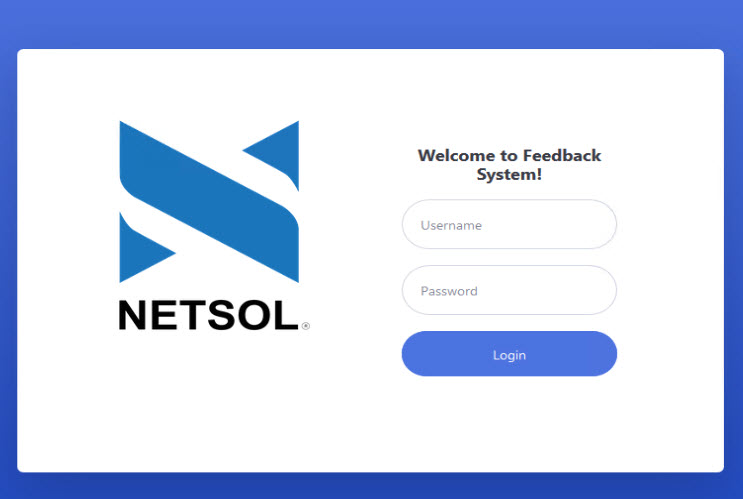 NETSOL®
Welcome to Feedback
System!
Username
Password
Login